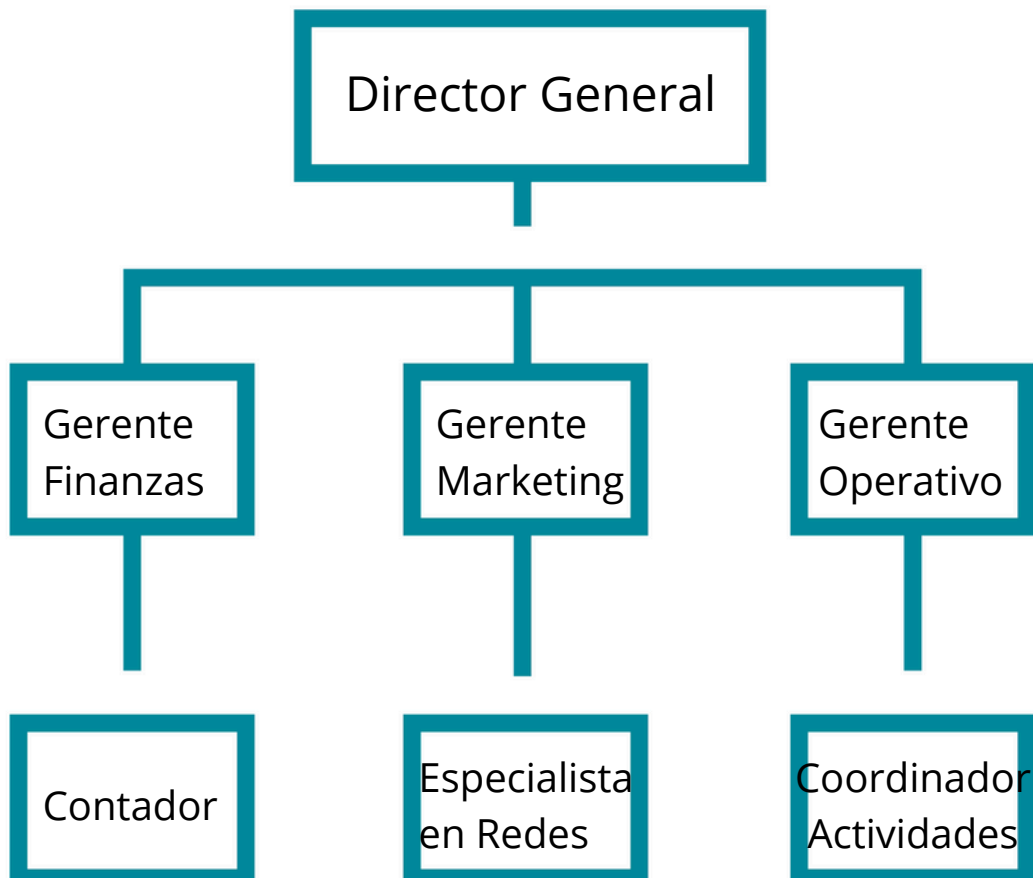 Director General
Gerente
Finanzas
Gerente
Marketing
Gerente
Operativo
Contador
Especialista
en Redes
Coordinador
Actividades